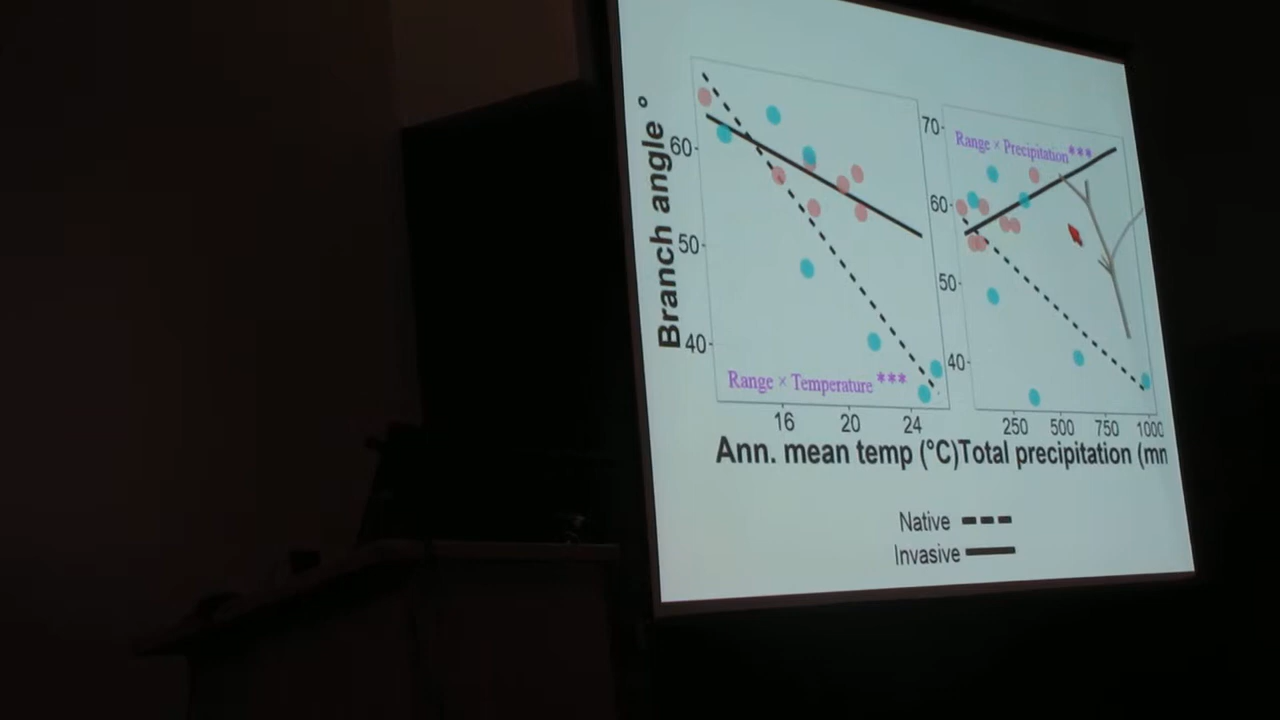 Branch angle °
60
50
40
Range × Temperature ***
16 20 24
Ann. mean temp (°C)
70
60
50
40
Range × Precipitation***
250 500 750 1000
Total precipitation (mm
Native
Invasive